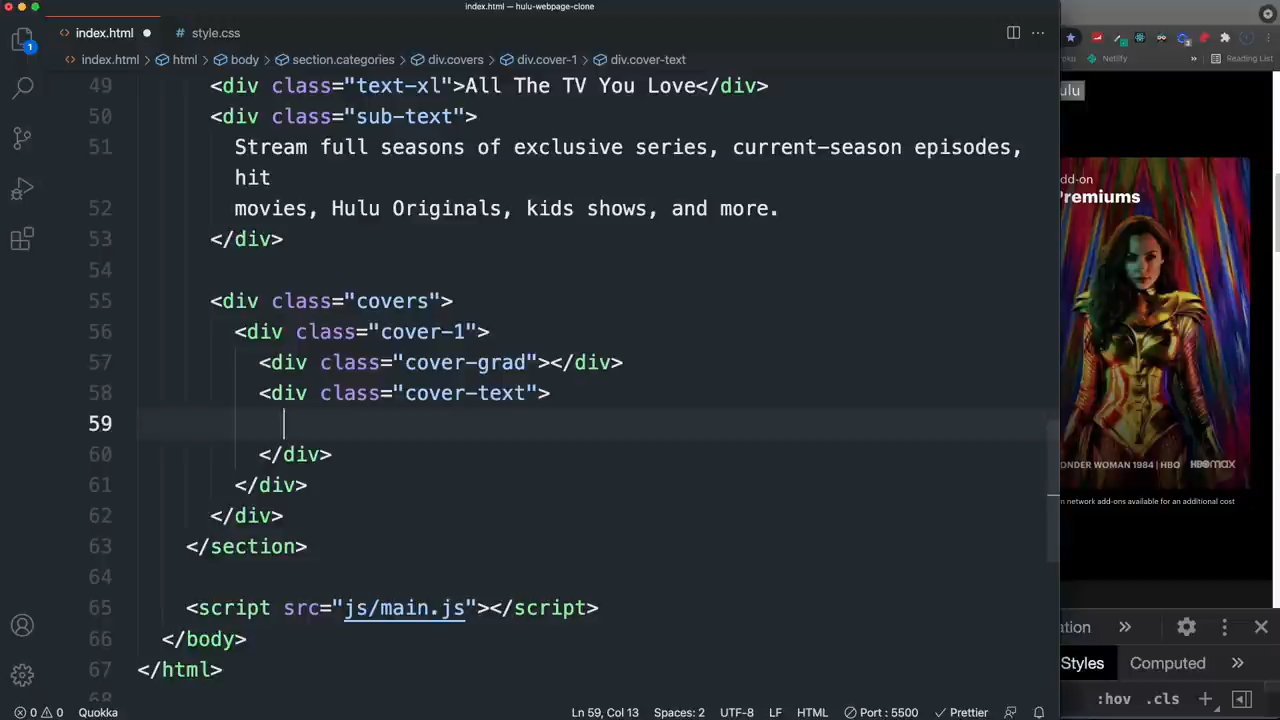 index.html — hulu-webpage-clone
index.html
# style.css
index.html > html > body > section.categories > div.covers > div.cover-1 > div.cover-text
1
49 <div class="text-xl">All The TV You Love</div>
50 <div class="sub-text">
51 Stream full seasons of exclusive series, current-season episodes,
hit
52 movies, Hulu Originals, kids shows, and more.
53 </div>
54
55 <div class="covers">
56 <div class="cover-1">
57 <div class="cover-grad"></div>
58 <div class="cover-text">
59
60 </div>
61 </div>
62 </div>
63 </section>
64
65 <script src="js/main.js"></script>
66 </body>
67 </html>
68
0 0 Quokka
Ln 59, Col 13 Spaces: 2 UTF-8 LF HTML Port : 5500 Prettier
oku Netlify » Reading List
ulu
dd-on
Premiums
ONDER WOMAN 1984 | HBO HBOmax
n network add-ons available for an additional cost
ation »
Styles Computed »
:hov .cls +